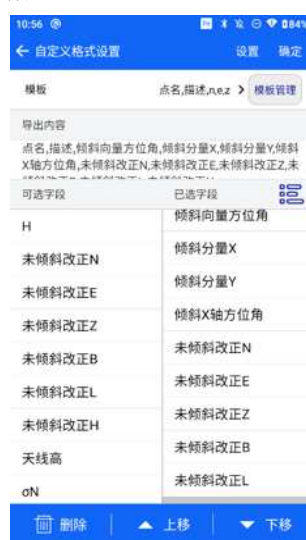 10:56
84%
自定义格式设置 设置 确定
模板 点名,描述,n,e,z > 模板管理
导出内容
点名,描述,倾斜向量方位角,倾斜分量X,倾斜分量Y,倾斜
X轴方位角,未倾斜改正N,未倾斜改正E,未倾斜改正Z,未
可选字段 已选字段
H
未倾斜改正N
未倾斜改正E
未倾斜改正Z
未倾斜改正B
未倾斜改正L
未倾斜改正H
天线高
σN
倾斜向量方位角
倾斜分量X
倾斜分量Y
倾斜X轴方位角
未倾斜改正N
未倾斜改正E
未倾斜改正Z
未倾斜改正B
未倾斜改正L
删除 上移 下移